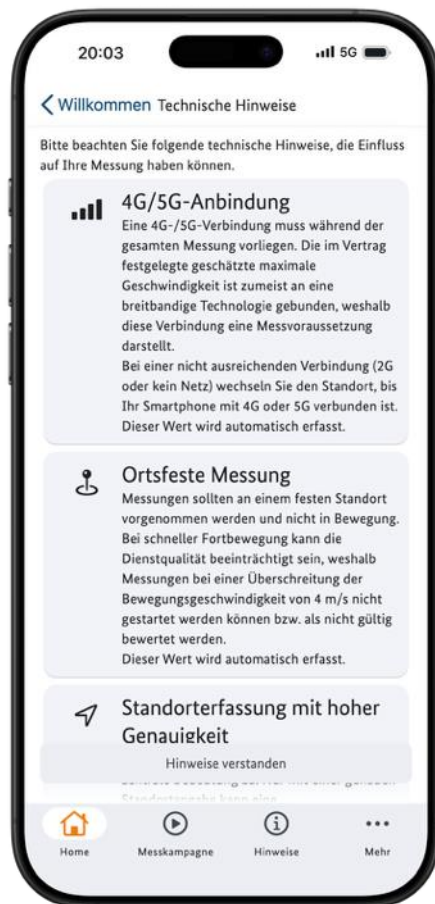 20:03
5G
Willkommen Technische Hinweise
Bitte beachten Sie folgende technische Hinweise, die Einfluss
auf Ihre Messung haben können.
4G/5G-Anbindung
Eine 4G-/5G-Verbindung muss während der
gesamten Messung vorliegen. Die im Vertrag
festgelegte geschätzte maximale
Geschwindigkeit ist zumeist an eine
breitbandige Technologie gebunden, weshalb
diese Verbindung eine Messvoraussetzung
darstellt.
Bei einer nicht ausreichenden Verbindung (2G
oder kein Netz) wechseln Sie den Standort, bis
Ihr Smartphone mit 4G oder 5G verbunden ist.
Dieser Wert wird automatisch erfasst.
Ortsfeste Messung
Messungen sollten an einem festen Standort
vorgenommen werden und nicht in Bewegung.
Bei schneller Fortbewegung kann die
Dienstqualität beeinträchtigt sein, weshalb
Messungen bei einer Überschreitung der
Bewegungsgeschwindigkeit von 4 m/s nicht
gestartet werden können bzw. als nicht gültig
bewertet werden.
Dieser Wert wird automatisch erfasst.
Standorterfassung mit hoher
Genauigkeit
Hinweise verstanden
Home
Messkampagne
Hinweise
Mehr